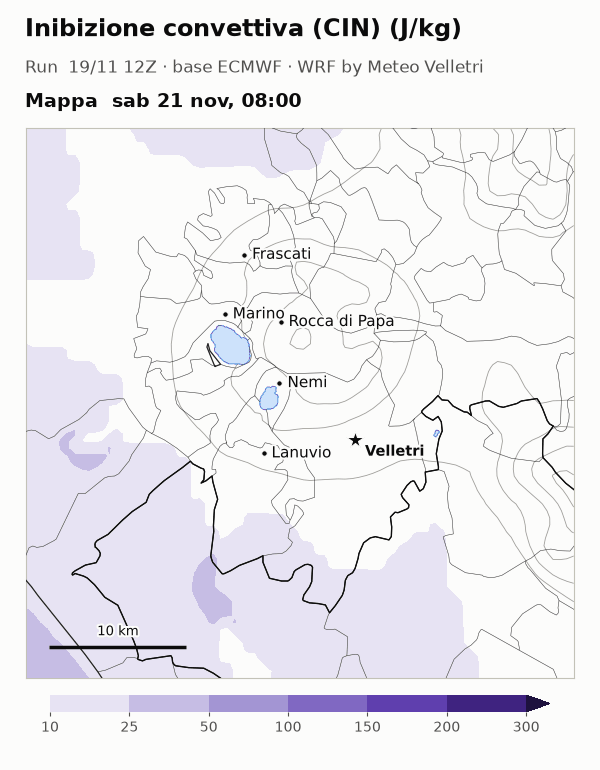 Inibizione convettiva (CIN) (J/kg)
Run  19/11 12Z · base ECMWF · WRF by Meteo Velletri
Mappa  sab 21 nov, 08:00
Frascati
Marino
Rocca di Papa
Nemi
Velletri
Lanuvio
10 km
10 25 50 100 150 200 300